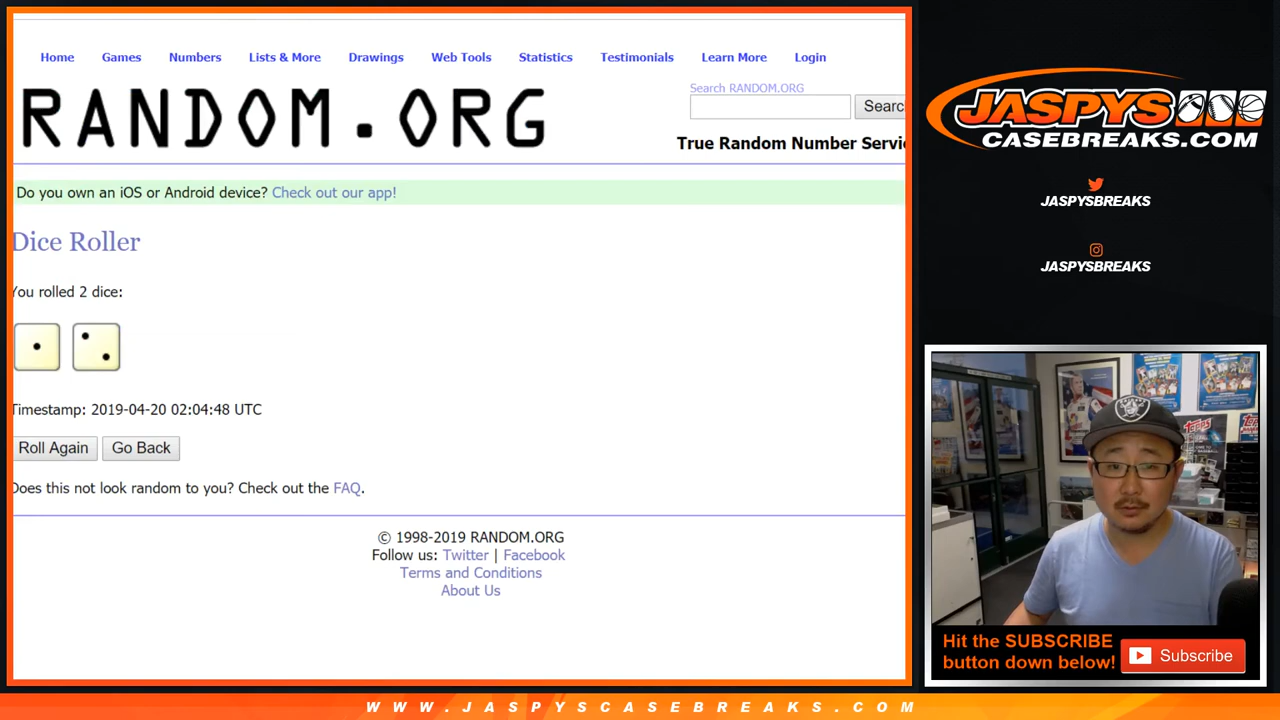 Home Games Numbers Lists & More Drawings Web Tools Statistics Testimonials Learn More Login
Search RANDOM.ORG
RANDOM.ORG
Searc
True Random Number Servi
Do you own an iOS or Android device? Check out our app!
Dice Roller
You rolled 2 dice:
Timestamp: 2019-04-20 02:04:48 UTC
Roll Again Go Back
Does this not look random to you? Check out the FAQ.
© 1998-2019 RANDOM.ORG
Follow us: Twitter | Facebook
Terms and Conditions
About Us
JASPYS
CASEBREAKS.COM
JASPYSBREAKS
JASPYSBREAKS
TOPPS
Hit the SUBSCRIBE
button down below!
Subscribe
WWW.JASPYSCASEBREAKS.COM